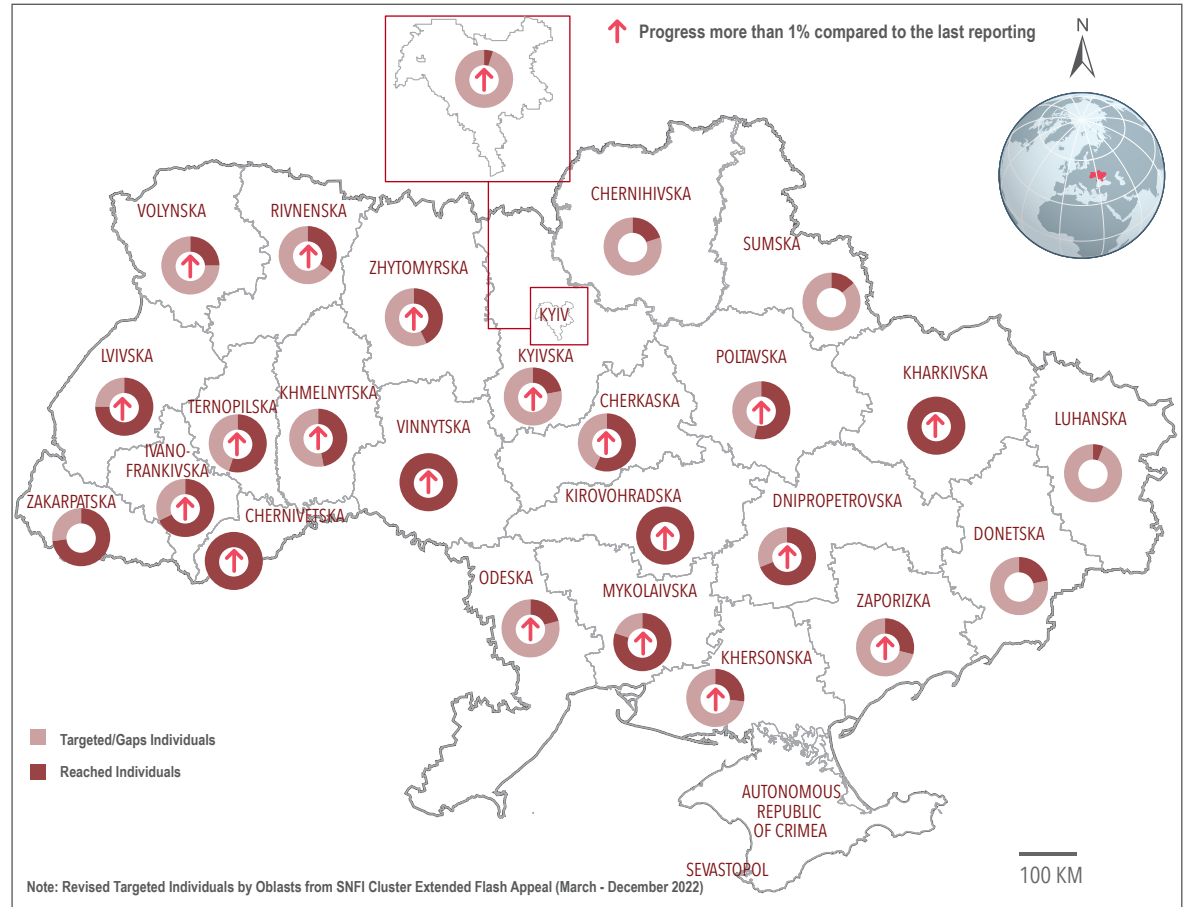 Progress more than 1% compared to the last reporting
N
CHERNIHIVSKA
VOLYNSKA
RIVNENSKA
SUMSKA
ZHYTOMYRSKA
KYIV
LVIVSKA
KYIVSKA
POLTAVSKA
KHARKIVSKA
KHMELNYTSKA
TERNOPILSKA
CHERKASKA
VINNYTSKA
LUHANSKA
IVANO-
FRANKIVSKA
ZAKARPATSKA
CHERNIVETSKA
KIROVOHRADSKA
DNIPROPETROVSKA
DONETSKA
ODESKA
MYKOLAIVSKA
ZAPORIZKA
KHERSONSKA
Targeted/Gaps Individuals
Reached Individuals
AUTONOMOUS
REPUBLIC
OF CRIMEA
SEVASTOPOL
100 KM
Note: Revised Targeted Individuals by Oblasts from SNFI Cluster Extended Flash Appeal (March - December 2022)